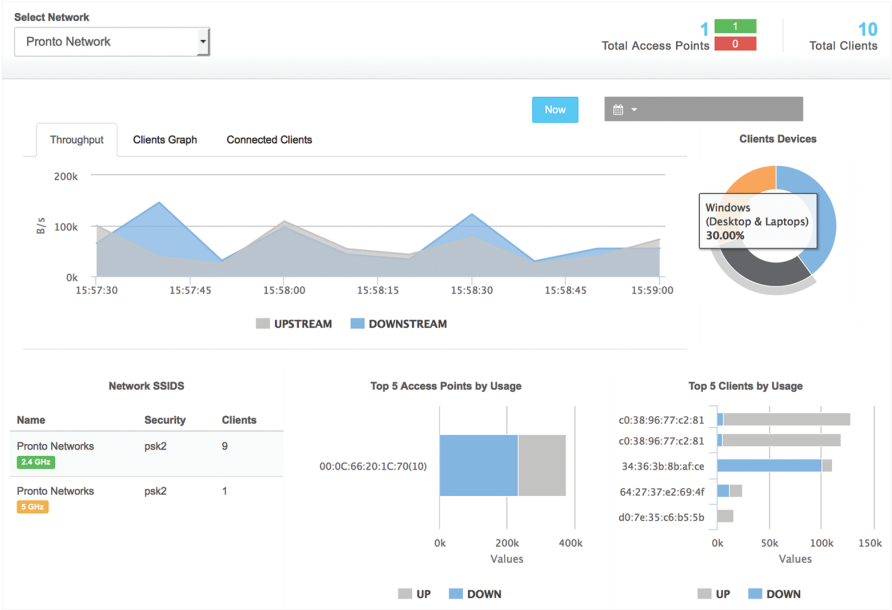 Select Network
Pronto Network
1
1
0
Total Access Points
10
Total Clients
Now
Throughput
Clients Graph
Connected Clients
Clients Devices
200k
100k
0k
B/s
15:57:30
15:57:45
15:58:00
15:58:15
15:58:30
15:58:45
15:59:00
UPSTREAM
DOWNSTREAM
Windows
(Desktop & Laptops)
30.00%
Network SSIDS
Name
Security
Clients
Pronto Networks
psk2
9
2.4 GHz
Pronto Networks
psk2
1
5 GHz
Top 5 Access Points by Usage
00:0C:66:20:1C:70(10)
0k
200k
400k
Values
UP
DOWN
Top 5 Clients by Usage
c0:38:96:77:c2:81
c0:38:96:77:c2:81
34:36:3b:8b:af:ce
64:27:37:e2:69:4f
d0:7e:35:c6:b5:5b
0k
50k
100k
150k
Values
UP
DOWN